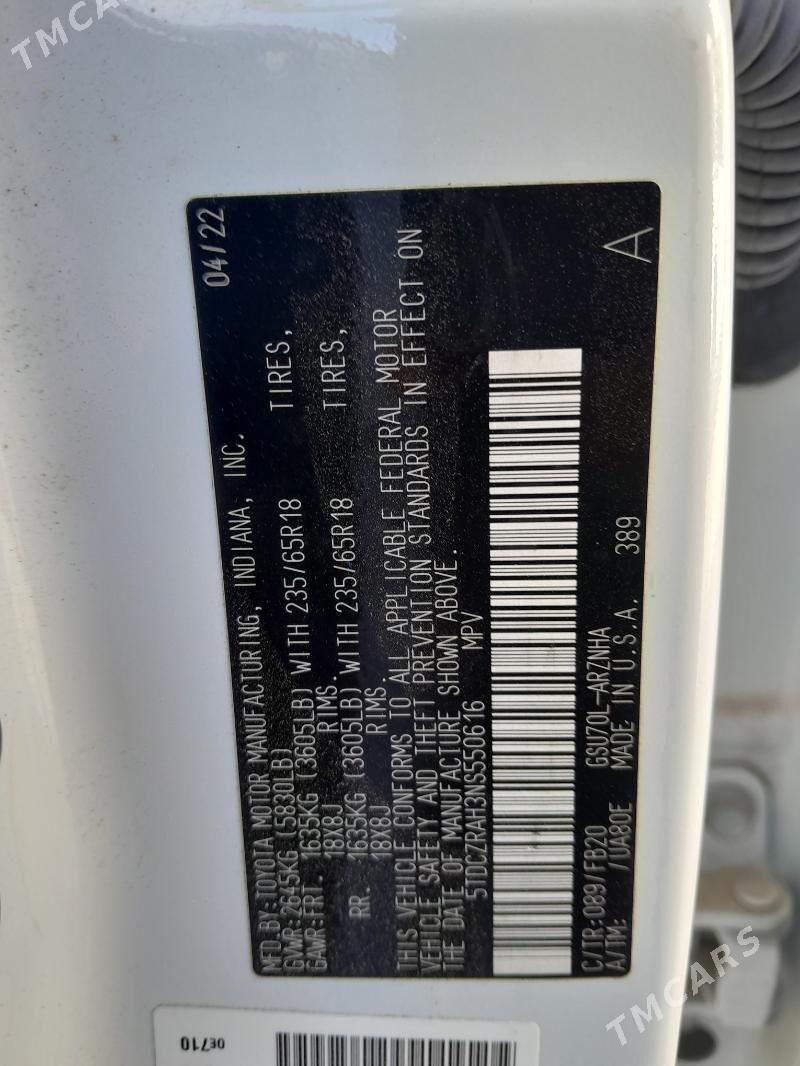 TMCARS
MFD BY: TOYOTA MOTOR MANUFACTURING, INDIANA, INC. 04/22
GVWR:2645KG (5830LB)
GAWR:FRT. 1635KG (3605LB) WITH 235/65R18 TIRES,
18X8J RIMS.
RR. 1635KG (3605LB) WITH 235/65R18 TIRES,
18X8J RIMS.
THIS VEHICLE CONFORMS TO ALL APPLICABLE FEDERAL MOTOR
VEHICLE SAFETY AND THEFT PREVENTION STANDARDS IN EFFECT ON
THE DATE OF MANUFACTURE SHOWN ABOVE.
5TDCZRAH3NS550616 MPV
C/TR:089/FB20 GSU70L-ARZNHA A
A/TM: /UA80E MADE IN U.S.A. 389
0E710
TMCARS